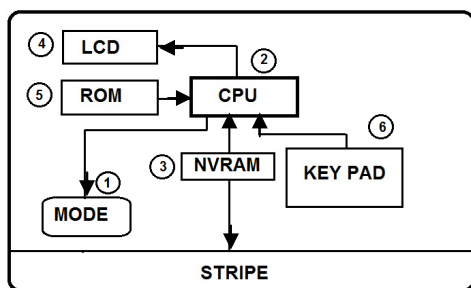 4 LCD
2
5 ROM
CPU
6
3 NVRAM
KEY PAD
1
MODE
STRIPE